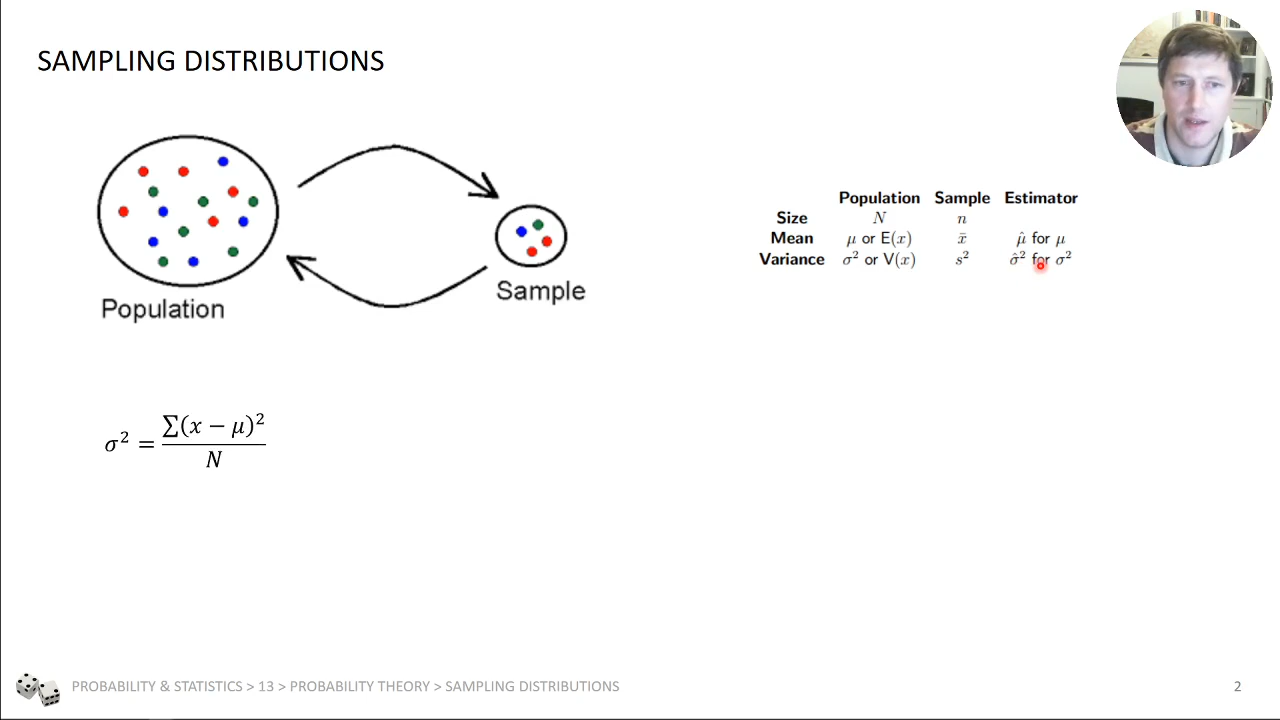 SAMPLING DISTRIBUTIONS
Population
Sample
Population Sample Estimator
Size N n
Mean μ or E(x) x̄ μ̂ for μ
Variance σ² or V(x) s² σ̂² for σ²
σ² = ∑(x − μ)² / N
PROBABILITY & STATISTICS > 13 > PROBABILITY THEORY > SAMPLING DISTRIBUTIONS
2